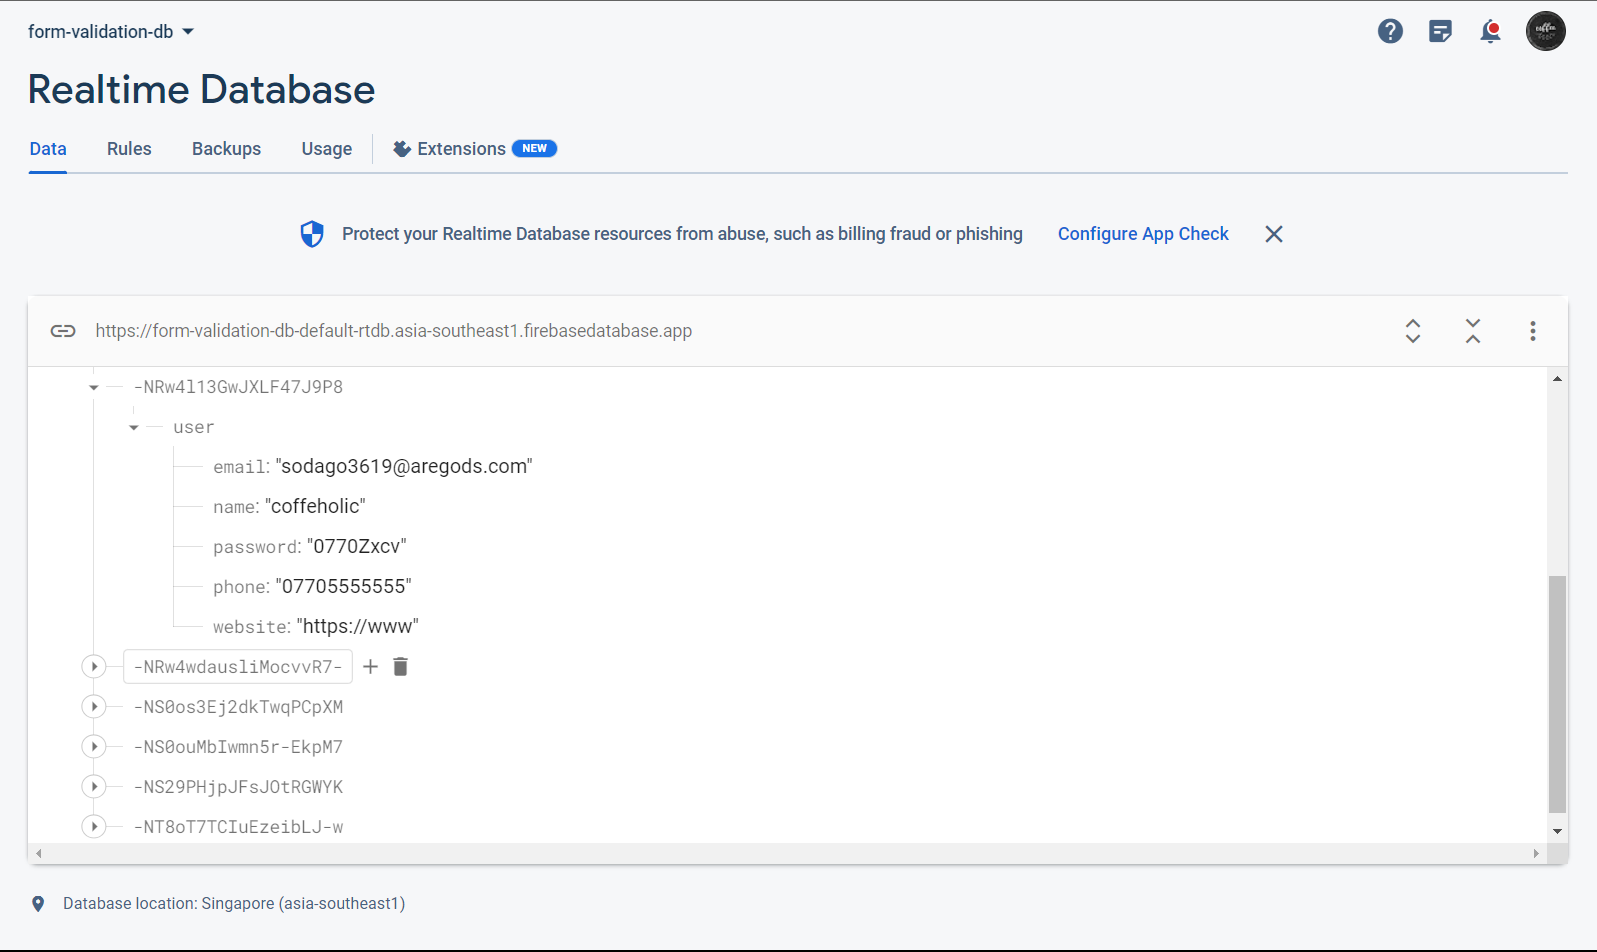 form-validation-db
Realtime Database
Data Rules Backups Usage Extensions NEW
Protect your Realtime Database resources from abuse, such as billing fraud or phishing Configure App Check
https://form-validation-db-default-rtdb.asia-southeast1.firebasedatabase.app
-NRw4l13GwJXLF47J9P8
user
email: "sodago3619@aregods.com"
name: "coffeholic"
password: "0770Zxcv"
phone: "07705555555"
website: "https://www"
-NRw4wdausliMocvvR7-
-NS0os3Ej2dkTwqPCpXM
-NS0ouMbIwmn5r-EkpM7
-NS29PHjpJFsJOtRGWYK
-NT8oT7TCIuEzeibLJ-w
Database location: Singapore (asia-southeast1)